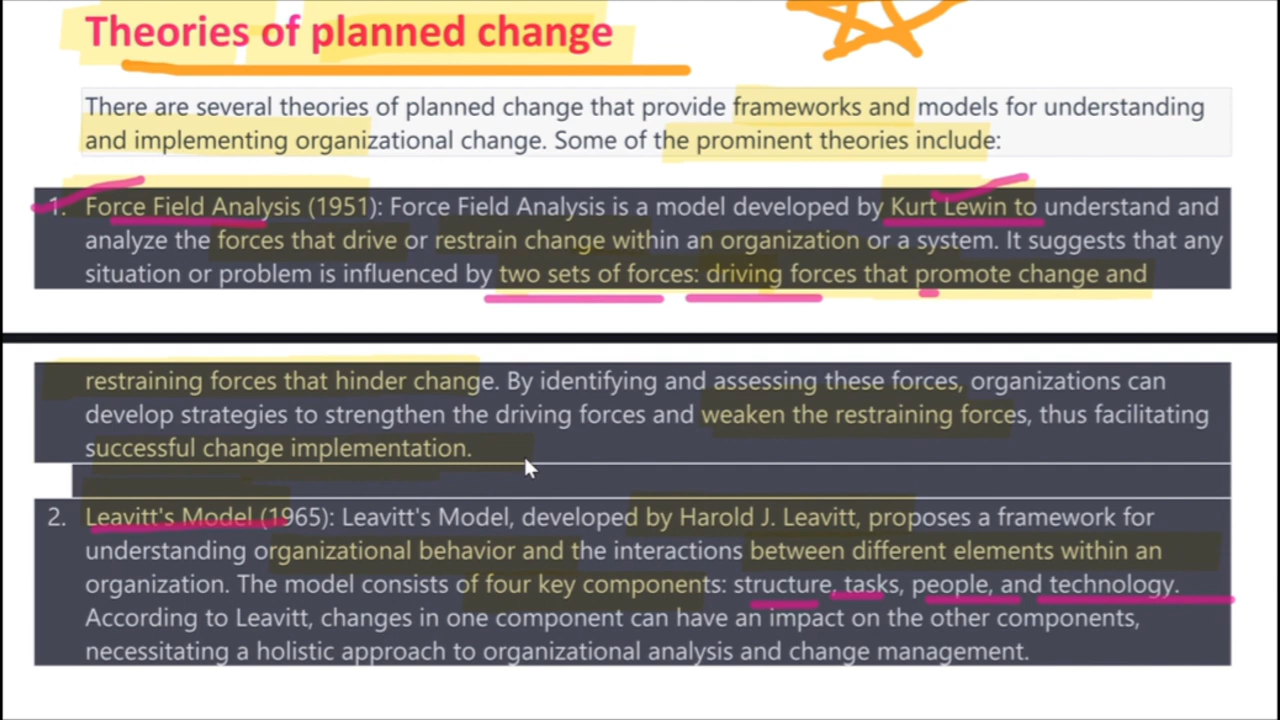 Theories of planned change
There are several theories of planned change that provide frameworks and models for understanding
and implementing organizational change. Some of the prominent theories include:
1. Force Field Analysis (1951): Force Field Analysis is a model developed by Kurt Lewin to understand and
analyze the forces that drive or restrain change within an organization or a system. It suggests that any
situation or problem is influenced by two sets of forces: driving forces that promote change and
restraining forces that hinder change. By identifying and assessing these forces, organizations can
develop strategies to strengthen the driving forces and weaken the restraining forces, thus facilitating
successful change implementation.
2. Leavitt's Model (1965): Leavitt's Model, developed by Harold J. Leavitt, proposes a framework for
understanding organizational behavior and the interactions between different elements within an
organization. The model consists of four key components: structure, tasks, people, and technology.
According to Leavitt, changes in one component can have an impact on the other components,
necessitating a holistic approach to organizational analysis and change management.